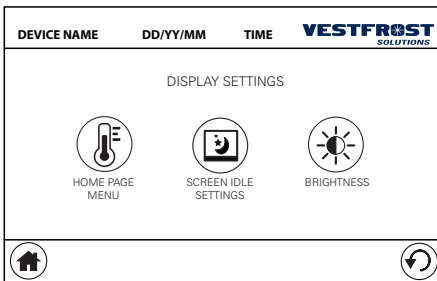 DEVICE NAME DD/YY/MM TIME VESTFROST
SOLUTIONS
DISPLAY SETTINGS
HOME PAGE
MENU
SCREEN IDLE
SETTINGS
BRIGHTNESS